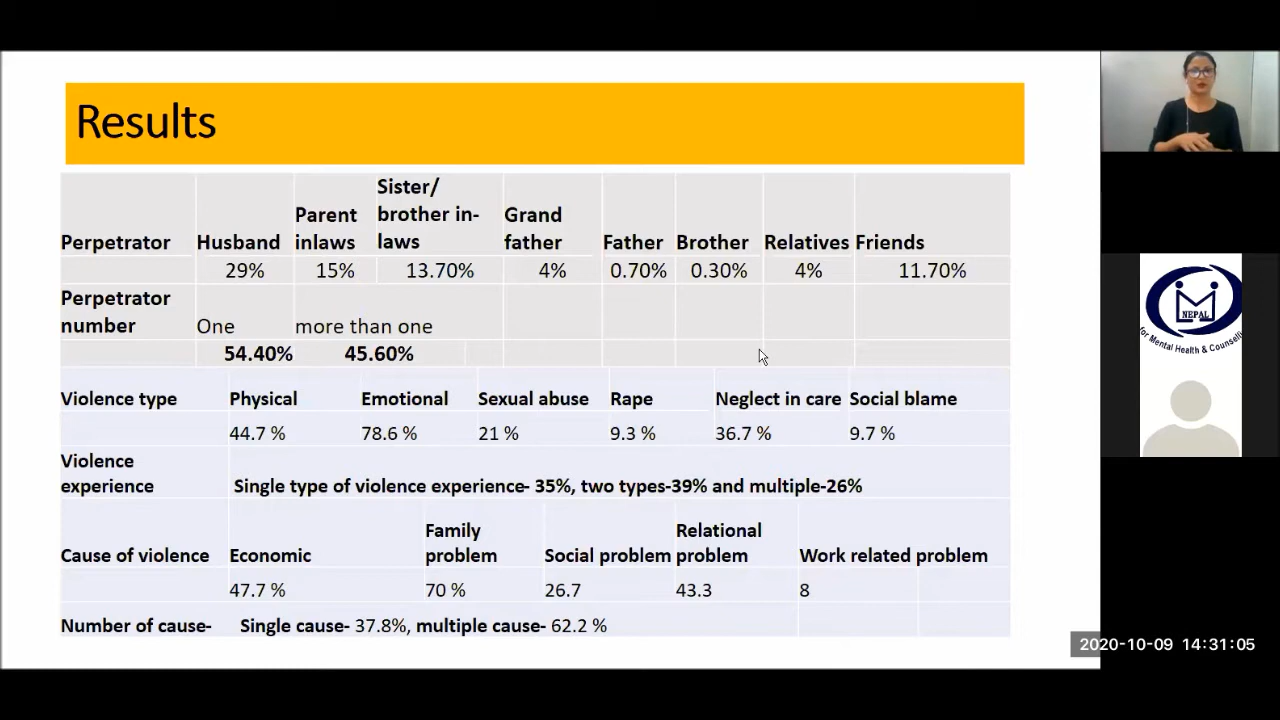 Results
Perpetrator Husband Parent inlaws Sister/ brother in-laws Grand father Father Brother Relatives Friends
29% 15% 13.70% 4% 0.70% 0.30% 4% 11.70%
Perpetrator number One more than one
54.40% 45.60%
Violence type Physical Emotional Sexual abuse Rape Neglect in care Social blame
44.7 % 78.6 % 21 % 9.3 % 36.7 % 9.7 %
Violence experience Single type of violence experience- 35%, two types-39% and multiple-26%
Cause of violence Economic Family problem Social problem Relational problem Work related problem
47.7 % 70 % 26.7 43.3 8
Number of cause- Single cause- 37.8%, multiple cause- 62.2 %
NEPAL
for Mental Health &
2020-10-09 14:31:05